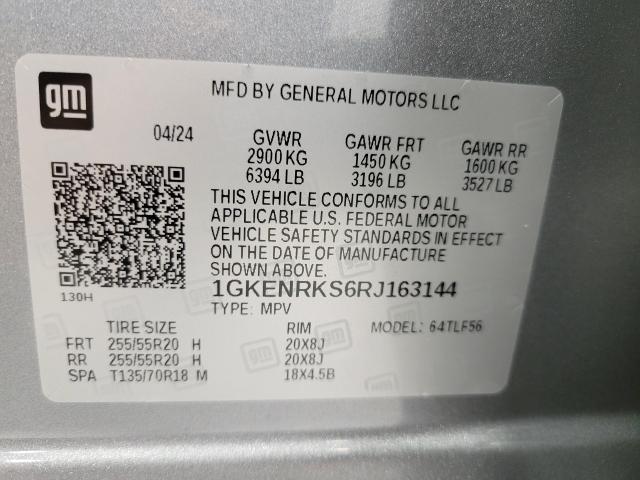 gm
MFD BY GENERAL MOTORS LLC
04/24
GVWR GAWR FRT GAWR RR
2900 KG 1450 KG 1600 KG
6394 LB 3196 LB 3527 LB
THIS VEHICLE CONFORMS TO ALL
APPLICABLE U.S. FEDERAL MOTOR
VEHICLE SAFETY STANDARDS IN EFFECT
ON THE DATE OF MANUFACTURE
SHOWN ABOVE.
130H
1GKENRKS6RJ163144
TYPE: MPV MODEL: 64TLF56
TIRE SIZE RIM
FRT 255/55R20 H 20X8J
RR 255/55R20 H 20X8J
SPA T135/70R18 M 18X4.5B